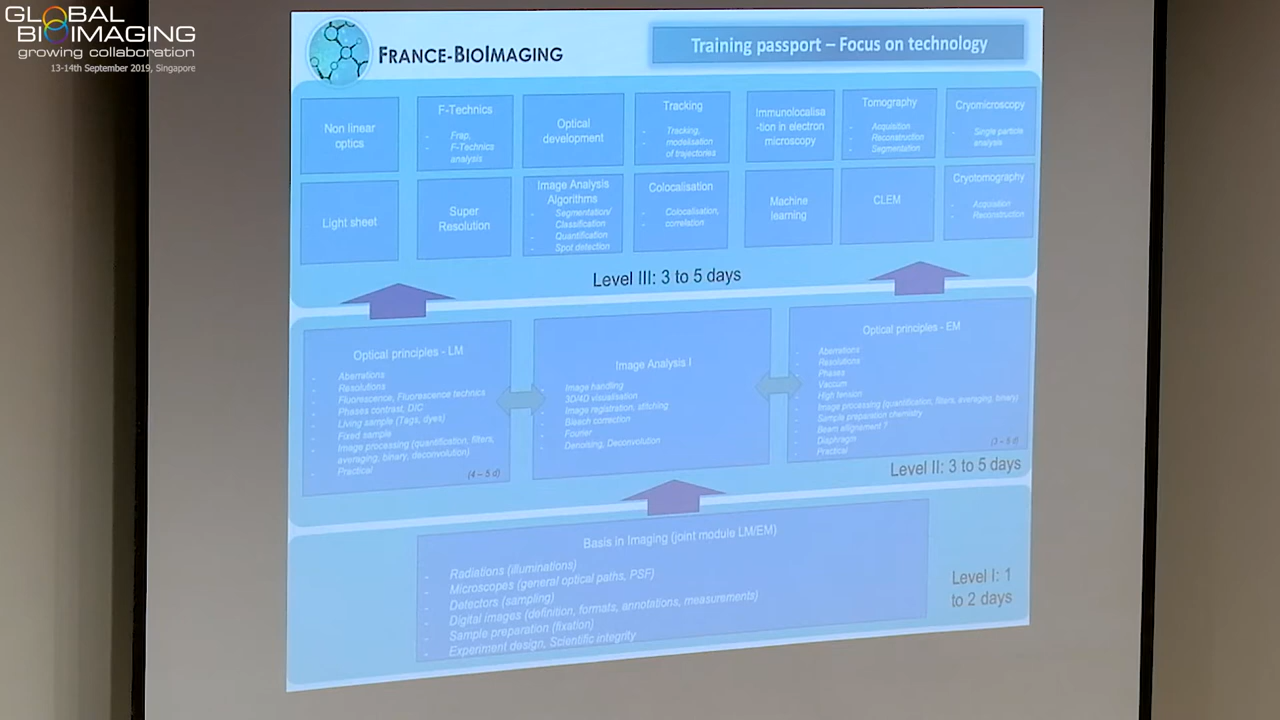 GLOBAL
BIOIMAGING
growing collaboration
13-14th September 2019, Singapore
FRANCE-BIOIMAGING
Training passport – Focus on technology
Non linear
optics
F-Technics
- Frap,
- F-Technics
analysis
Optical
development
Tracking
- Tracking,
modelisation
of trajectories
Immunolocalisa
-tion in electron
microscopy
Tomography
- Acquisition
- Reconstruction
- Segmentation
Cryomicroscopy
- Single particle
analysis
Light sheet
Super
Resolution
Image Analysis
Algorithms
- Segmentation/
- Classification
- Quantification
- Spot detection
Colocalisation
- Colocalisation,
correlation
Machine
learning
CLEM
Cryotomography
- Acquisition
- Reconstruction
Level III: 3 to 5 days
Optical principles - LM
- Aberrations
- Resolutions
- Fluorescence, Fluorescence technics
- Phases contrast, DIC
- Living sample (Tags, dyes)
- Fixed sample
- Image processing (quantification, filters,
averaging, binary, deconvolution)
- Practical
(4 – 5 d)
Image Analysis I
- Image handling
- 3D/4D visualisation
- Image registration, stitching
- Bleach correction
- Fourier
- Denoising, Deconvolution
Optical principles - EM
- Aberrations
- Resolutions
- Phases
- Vaccum
- High tension
- Image processing (quantification, filters, averaging, binary)
- Sample preparation chemistry
- Beam allignement ?
- Diaphragm
- Practical
(3 – 5 d)
Level II: 3 to 5 days
Basis in Imaging (joint module LM/EM)
- Radiations (illuminations)
- Microscopes (general optical paths, PSF)
- Detectors (sampling)
- Digital images (definition, formats, annotations, measurements)
- Sample preparation (fixation)
- Experiment design, Scientific integrity
Level I: 1
to 2 days